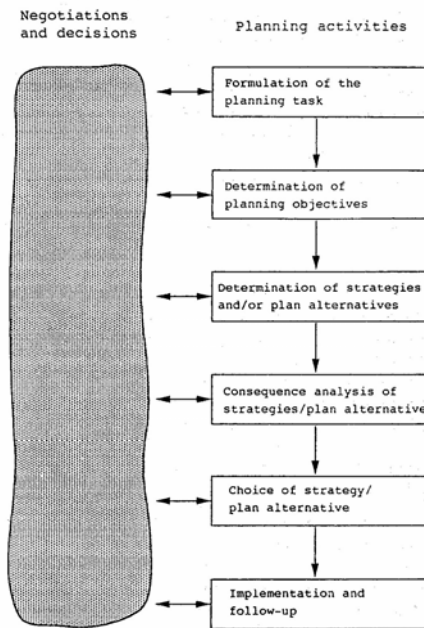 Negotiations
and decisions
Planning activities
Formulation of the
planning task
Determination of
planning objectives
Determination of strategies
and/or plan alternatives
Consequence analysis of
strategies/plan alternative
Choice of strategy/
plan alternative
Implementation and
follow-up